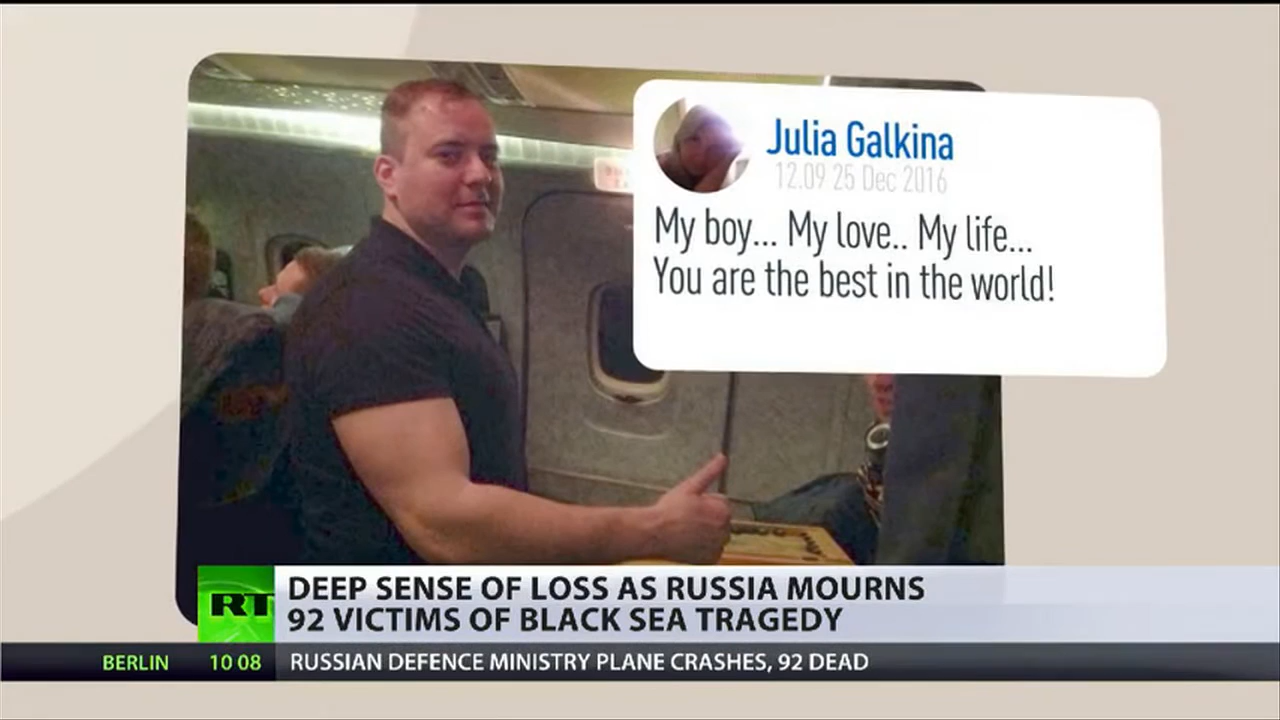 Julia Galkina
12.09 25 Dec 2016
My boy... My love.. My life...
You are the best in the world!
RT
DEEP SENSE OF LOSS AS RUSSIA MOURNS
92 VICTIMS OF BLACK SEA TRAGEDY
BERLIN 10 08 RUSSIAN DEFENCE MINISTRY PLANE CRASHES, 92 DEAD